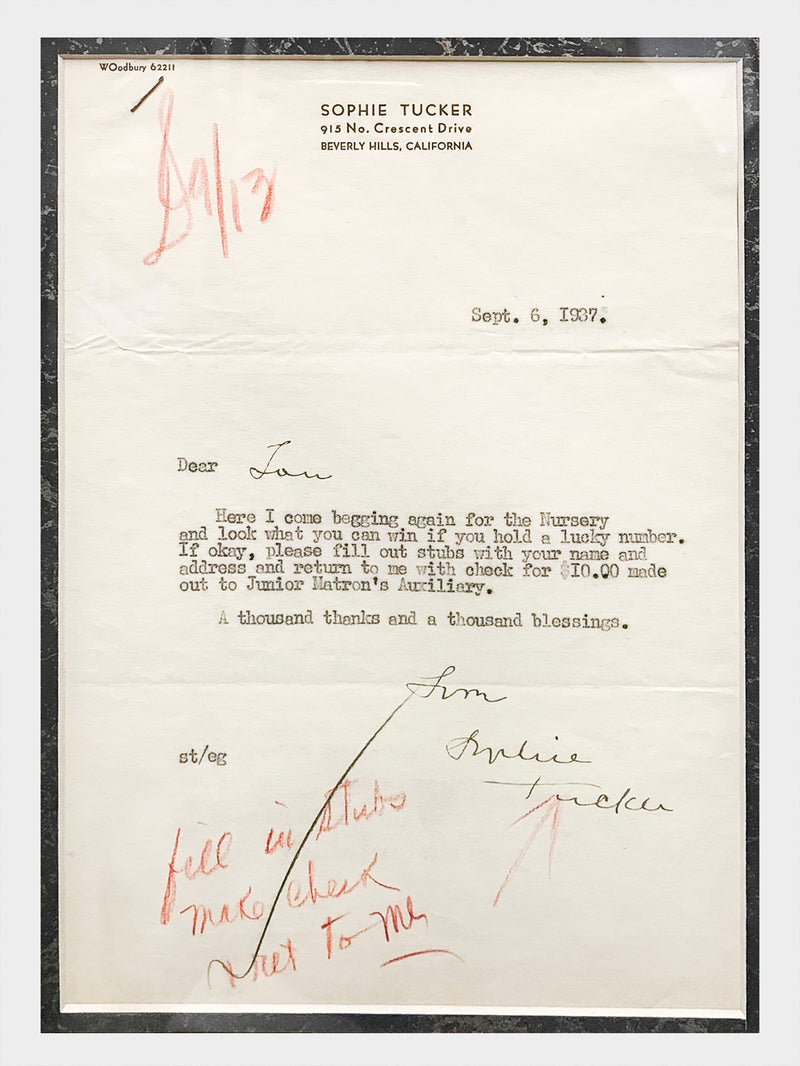 WOodbury 62211
SOPHIE TUCKER
915 No. Crescent Drive
BEVERLY HILLS, CALIFORNIA
9/13
Sept. 6, 1937.
Dear
Here I come begging again for the Nursery
and look what you can win if you hold a lucky number.
If okay, please fill out stubs with your name and
address and return to me with check for $10.00 made
out to Junior Matron's Auxiliary.
A thousand thanks and a thousand blessings.
Sophie
Tucker
st/eg
fill in stubs
make check
ret to me